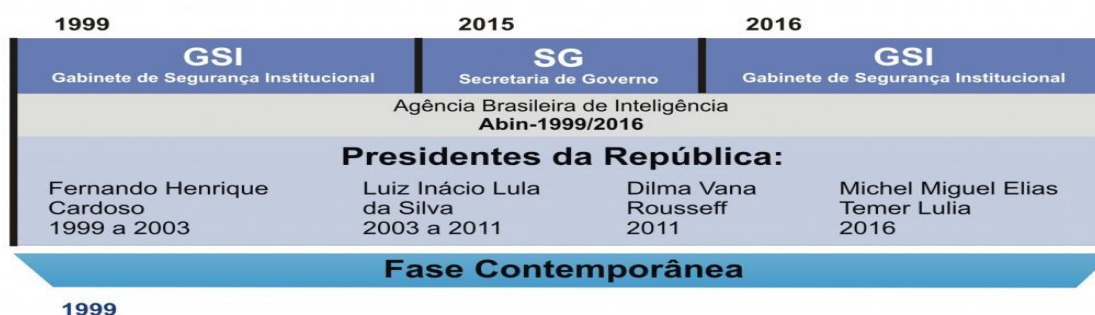 1999
2015
2016
GSI
Gabinete de Segurança Institucional
SG
Secretaria de Governo
GSI
Gabinete de Segurança Institucional
Agência Brasileira de Inteligência
Abin-1999/2016
Presidentes da República:
Fernando Henrique
Cardoso
1999 a 2003
Luiz Inácio Lula
da Silva
2003 a 2011
Dilma Vana
Rousseff
2011
Michel Miguel Elias
Temer Lulia
2016
Fase Contemporânea
1999